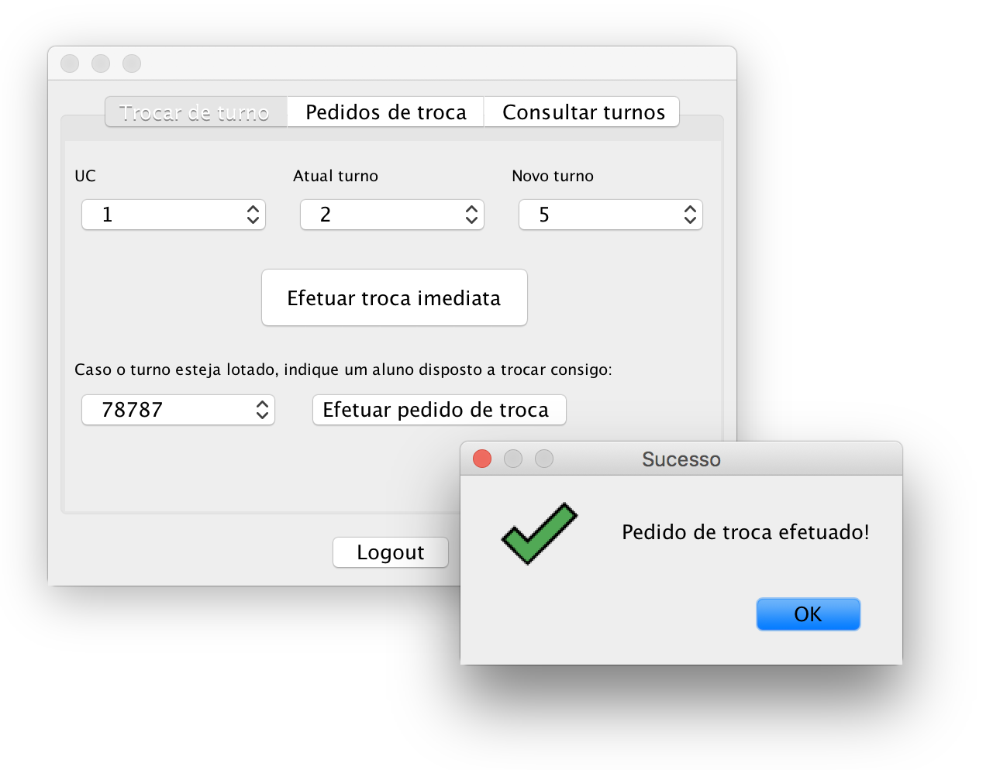 Trocar de turno Pedidos de troca Consultar turnos
UC Atual turno Novo turno
1 2 5
Efetuar troca imediata
Caso o turno esteja lotado, indique um aluno disposto a trocar consigo:
78787 Efetuar pedido de troca
Sucesso
Pedido de troca efetuado!
Logout
OK